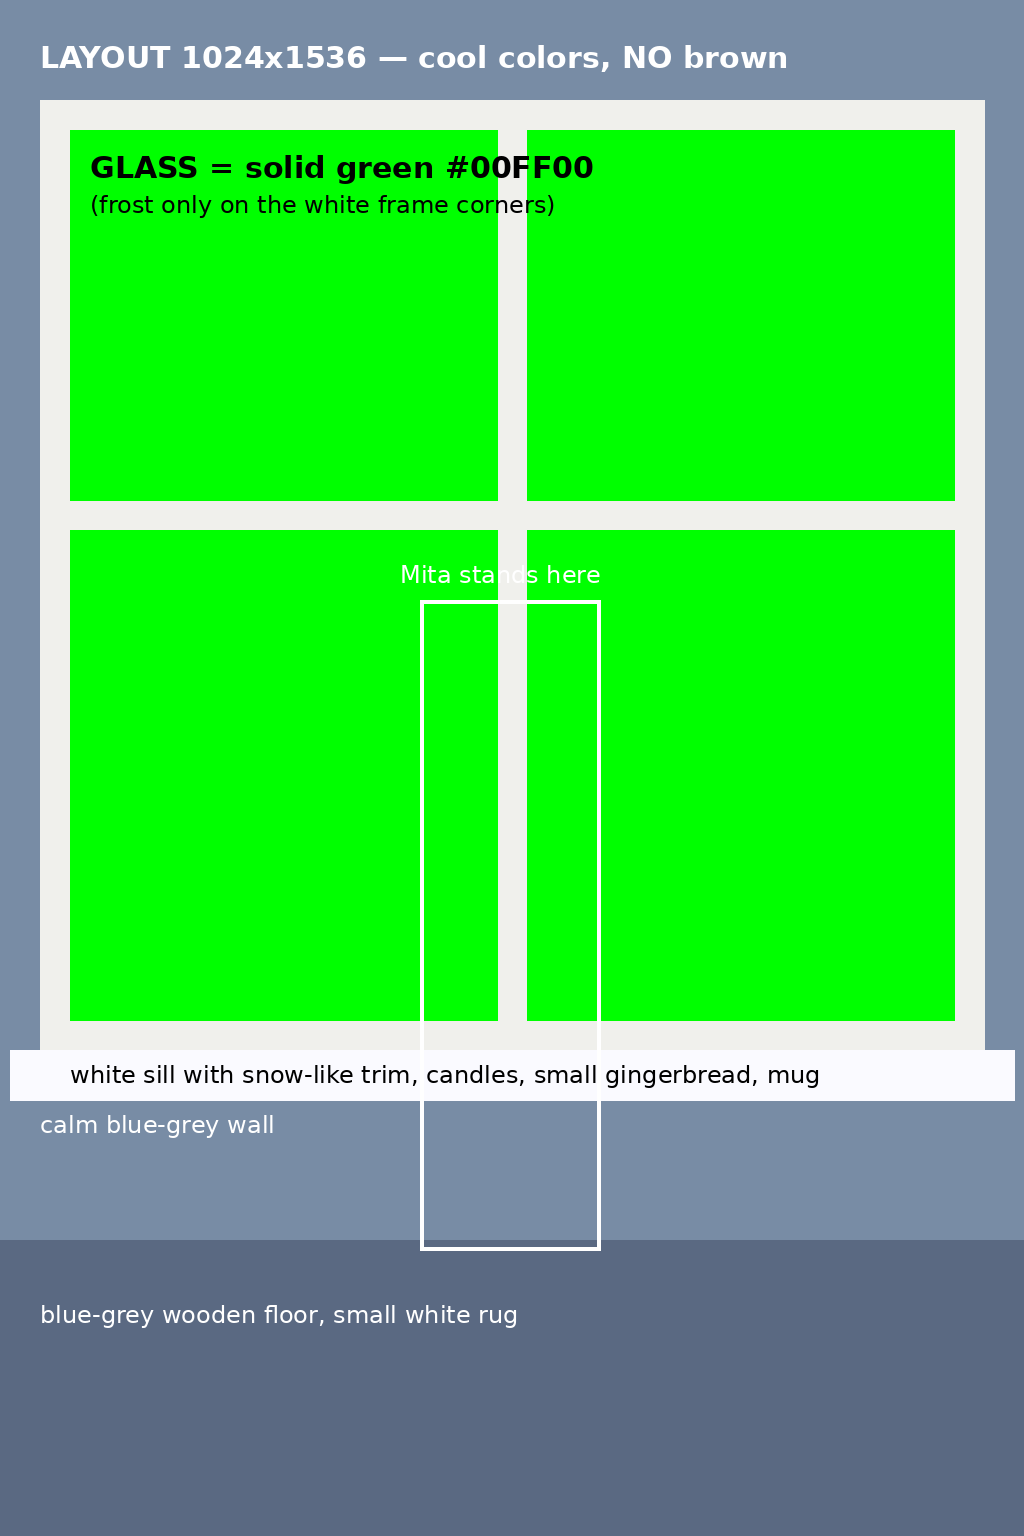 LAYOUT 1024x1536 — cool colors, NO brown
GLASS = solid green #00FF00
(frost only on the white frame corners)
Mita stands here
white sill with snow-like trim, candles, small gingerbread, mug
calm blue-grey wall
blue-grey wooden floor, small white rug